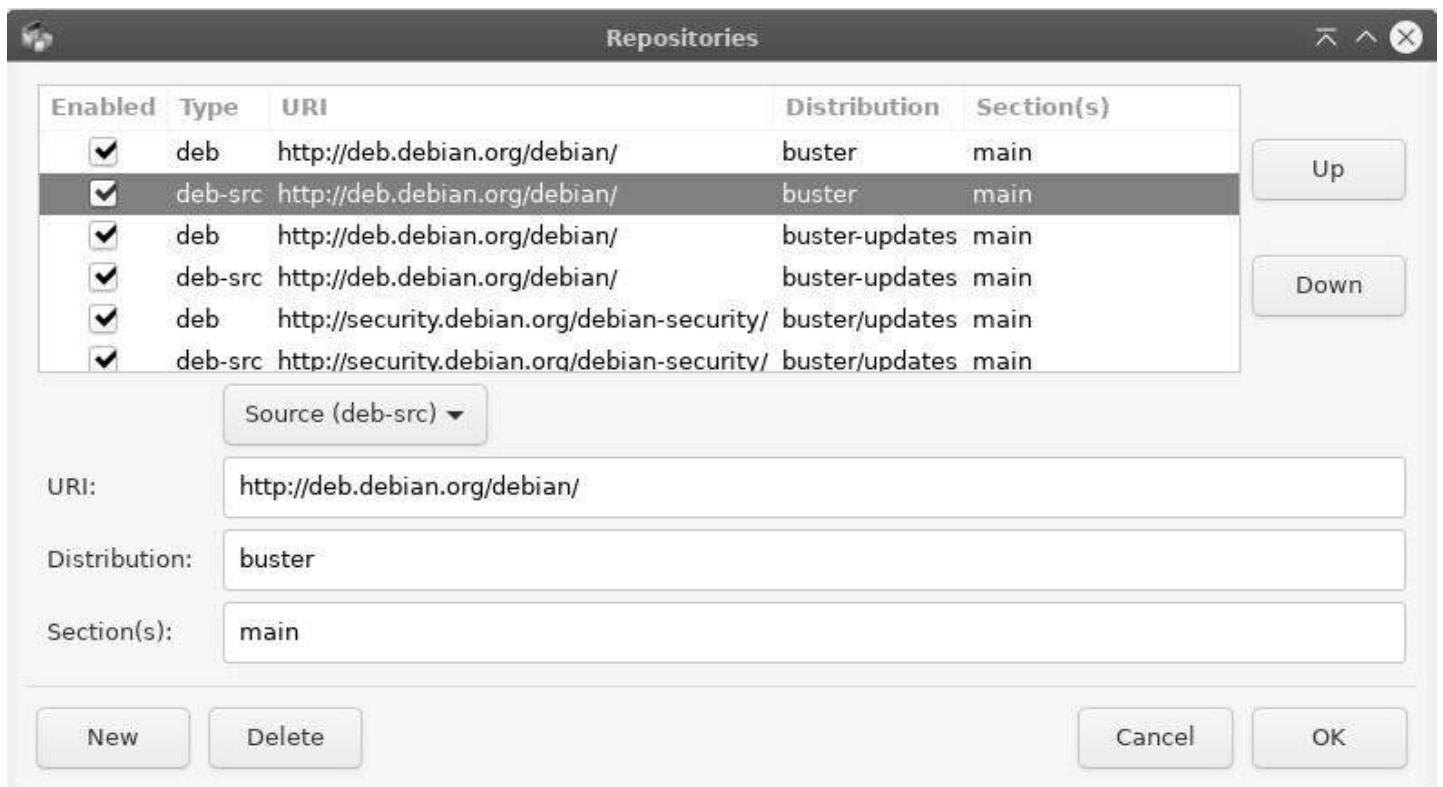 Repositories
Enabled Type URI Distribution Section(s)
deb http://deb.debian.org/debian/ buster main
deb-src http://deb.debian.org/debian/ buster main
deb http://deb.debian.org/debian/ buster-updates main
deb-src http://deb.debian.org/debian/ buster-updates main
deb http://security.debian.org/debian-security/ buster/updates main
deb-src http://security.debian.org/debian-security/ buster/updates main
Up
Down
Source (deb-src)
URI: http://deb.debian.org/debian/
Distribution: buster
Section(s): main
New Delete Cancel OK